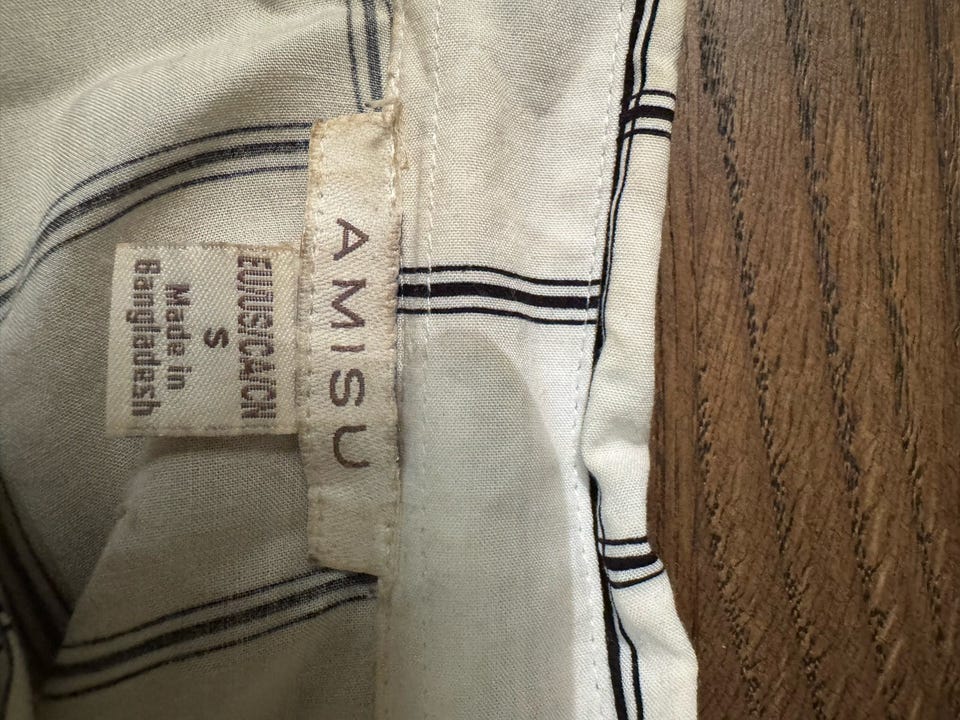 AMISU
EU/US/CA/CN
S
Made in
Bangladesh